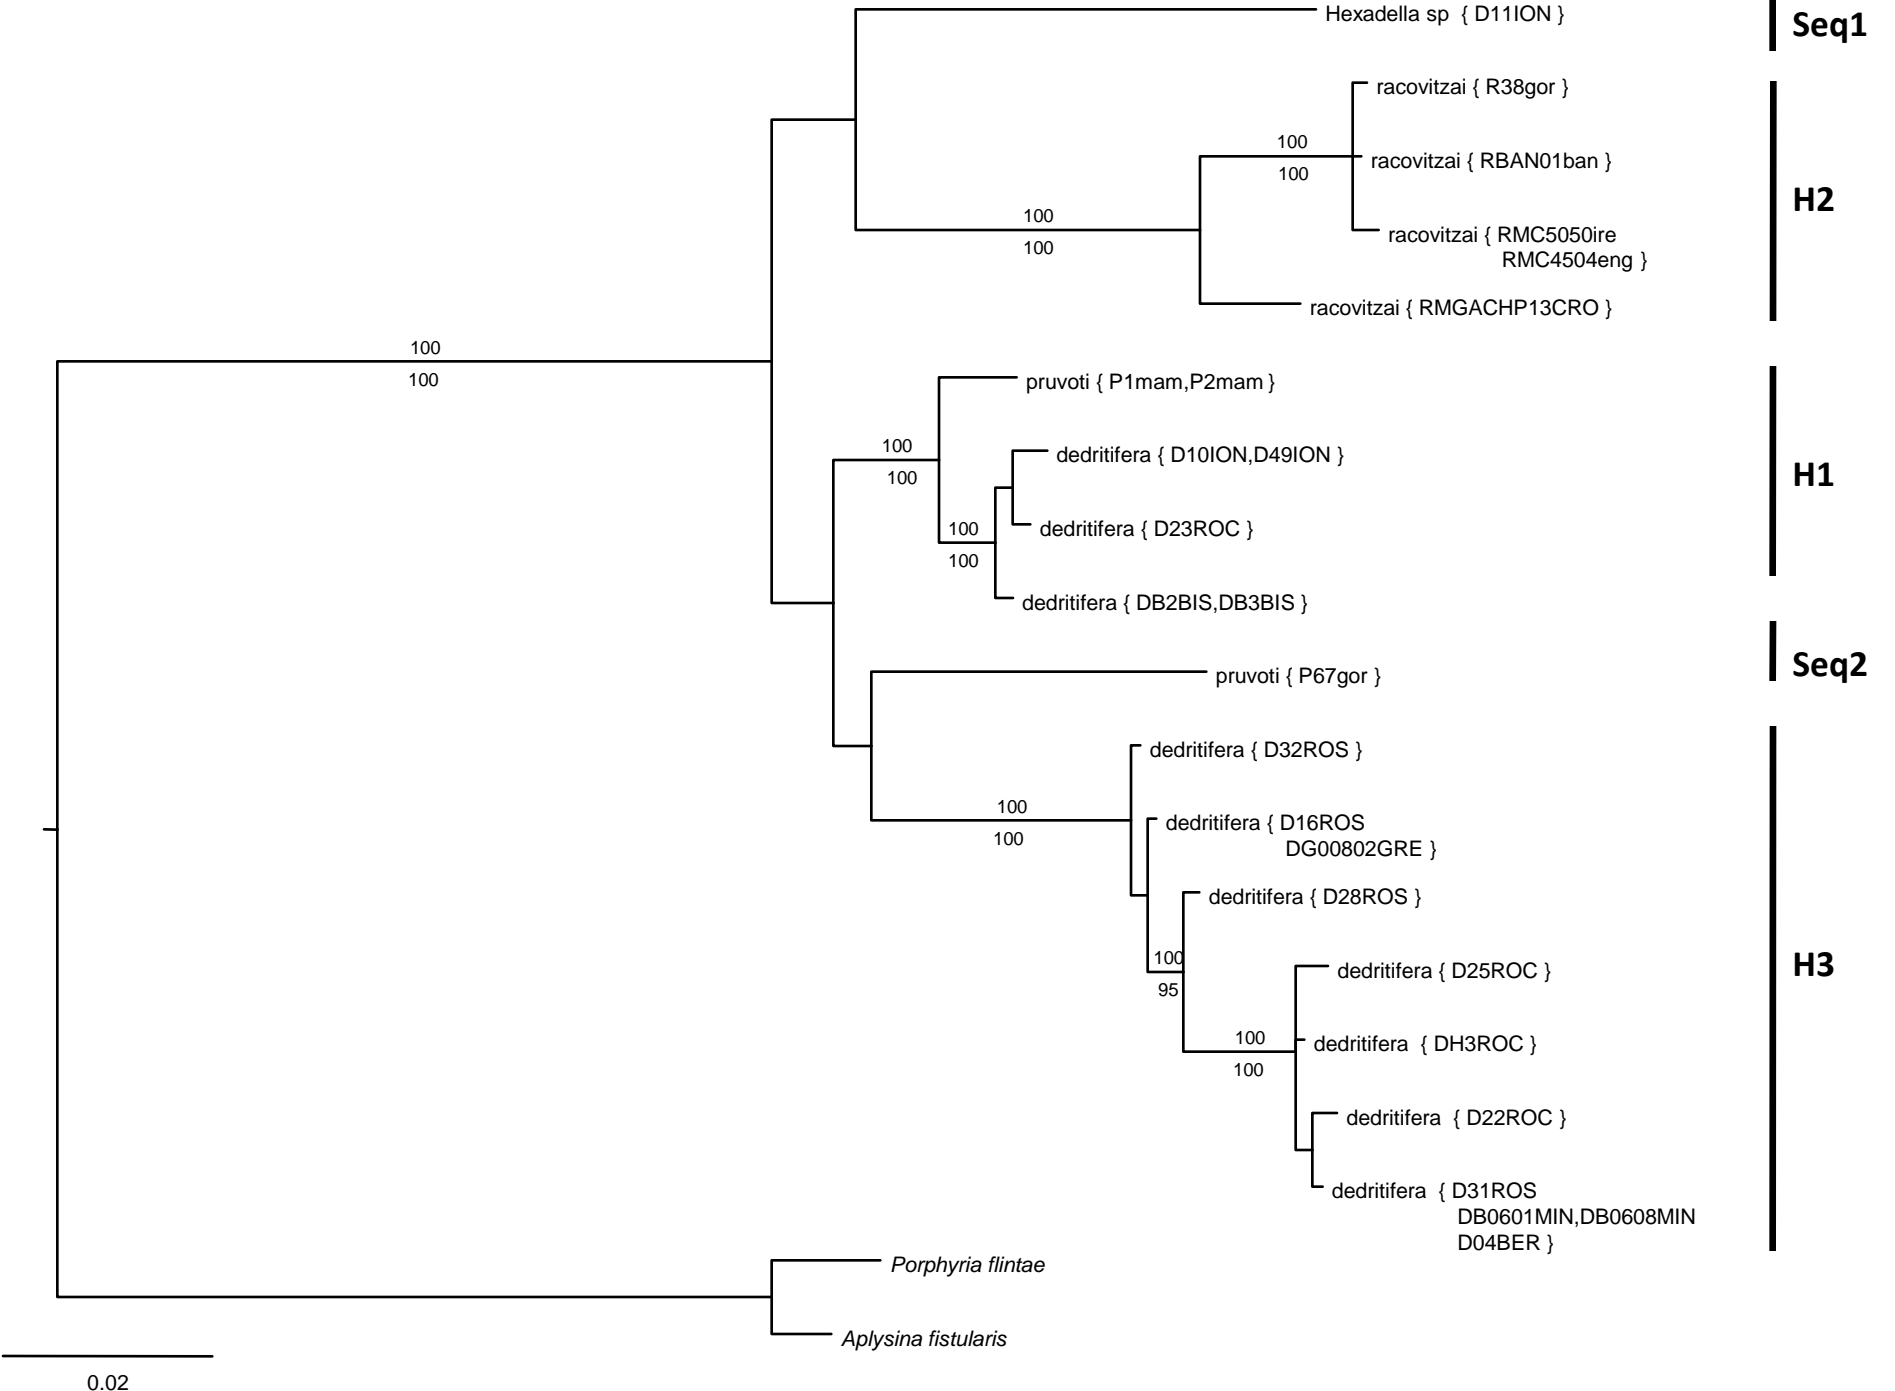 Hexadella sp { D11ION }
Seq1
racovitzai { R38gor }
100
racovitzai { RBAN01ban }
100
H2
100
racovitzai { RMC5050ire
RMC4504eng }
100
racovitzai { RMGACHP13CRO }
100
100
pruvoti { P1mam,P2mam }
100
dedritifera { D10ION,D49ION }
100
H1
100
dedritifera { D23ROC }
100
dedritifera { DB2BIS,DB3BIS }
Seq2
pruvoti { P67gor }
dedritifera { D32ROS }
100
dedritifera { D16ROS
100
DG00802GRE }
dedritifera { D28ROS }
100
H3
dedritifera { D25ROC }
95
100
dedritifera { DH3ROC }
100
dedritifera { D22ROC }
dedritifera { D31ROS
DB0601MIN,DB0608MIN
D04BER }
Porphyria flintae
Aplysina fistularis
0.02